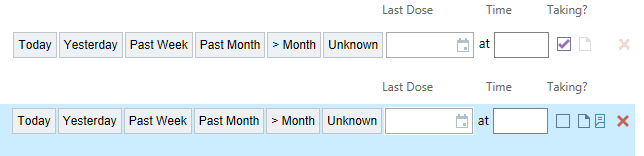 Last Dose Time Taking?
Today Yesterday Past Week Past Month > Month Unknown at
Last Dose Time Taking?
Today Yesterday Past Week Past Month > Month Unknown at